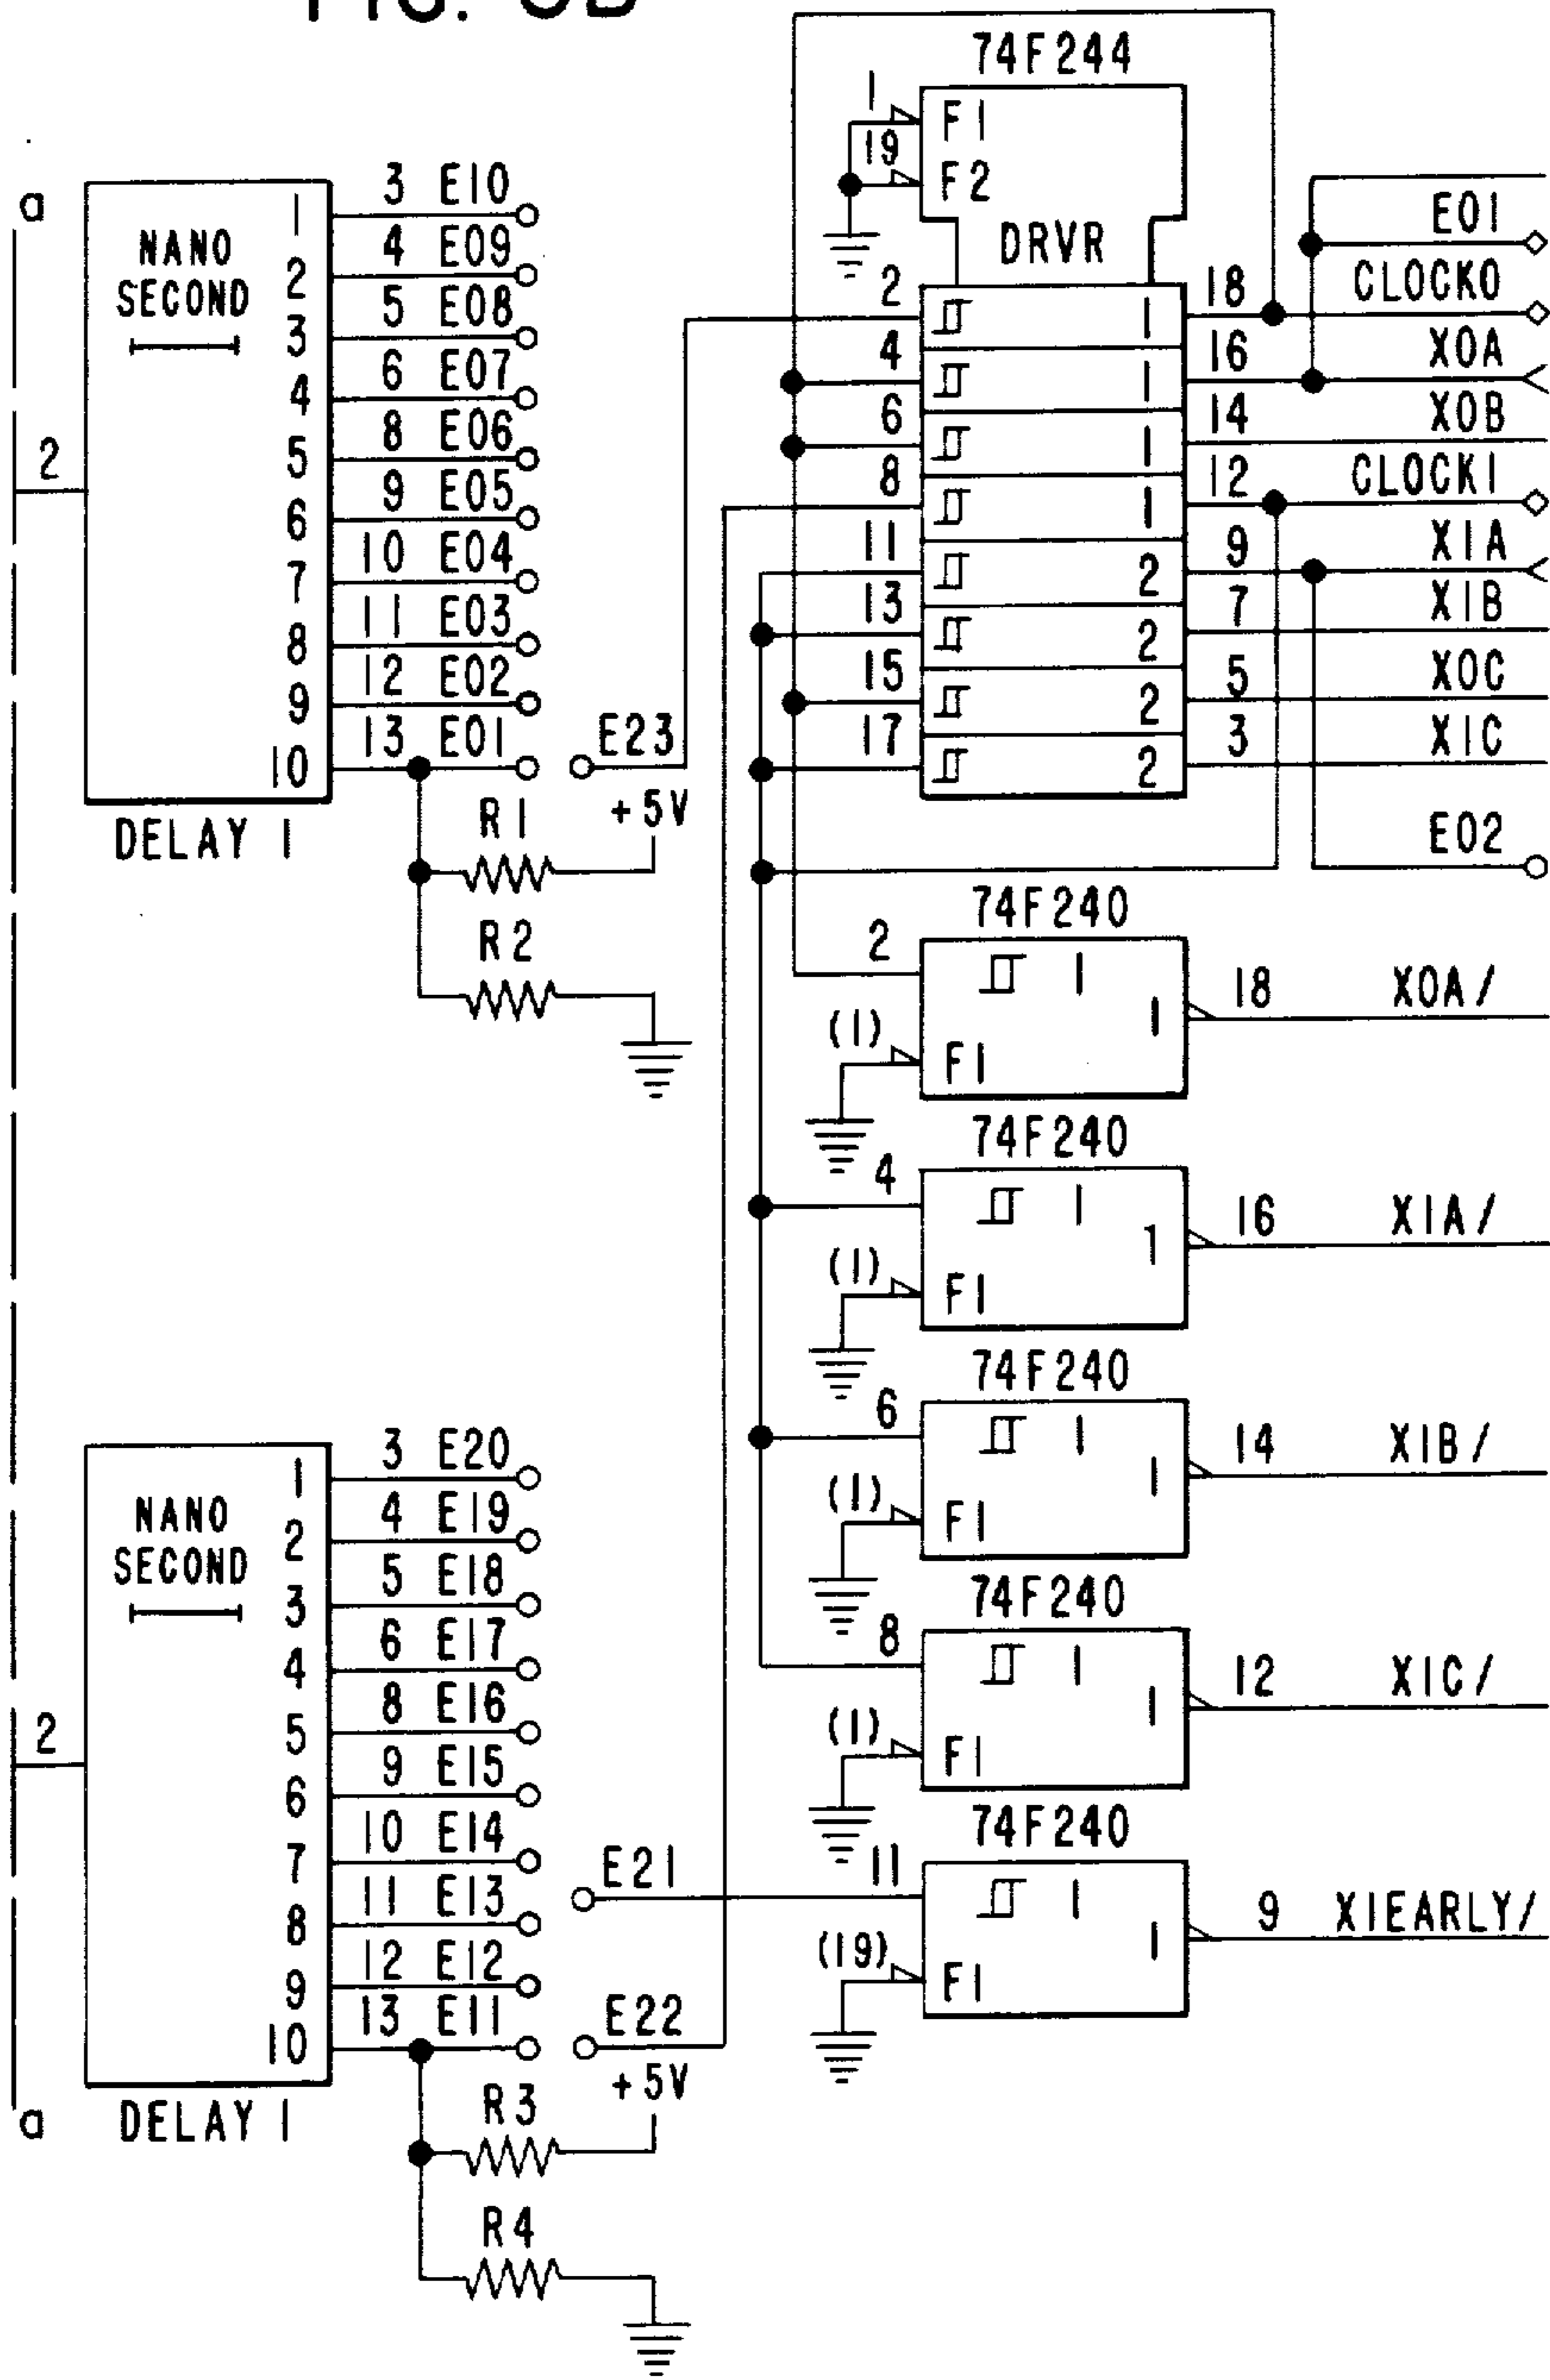 74F244
a
NANO
SECOND
1 3 E10
2 4 E09
3 5 E08
4 6 E07
5 8 E06
6 9 E05
7 10 E04
8 11 E03
9 12 E02
10 13 E01
2
DELAY 1
E23
+5V
R1
R2
1 F1
19 F2
DRVR
2 1 18 CLOCK0
4 1 16 X0A
6 1 14 X0B
8 1 12 CLOCK1
11 2 9 X1A
13 2 7 X1B
15 2 5 X0C
17 2 3 X1C
E01
E02
74F240
2 1 1 18 X0A/
(1) F1
74F240
4 1 1 16 X1A/
(1) F1
74F240
6 1 1 14 X1B/
(1) F1
74F240
8 1 1 12 X1C/
(1) F1
74F240
11 1 1 9 X1EARLY/
(19) F1
NANO
SECOND
1 3 E20
2 4 E19
3 5 E18
4 6 E17
5 8 E16
6 9 E15
7 10 E14
8 11 E13
9 12 E12
10 13 E11
2
a
DELAY 1
E21
E22
+5V
R3
R4